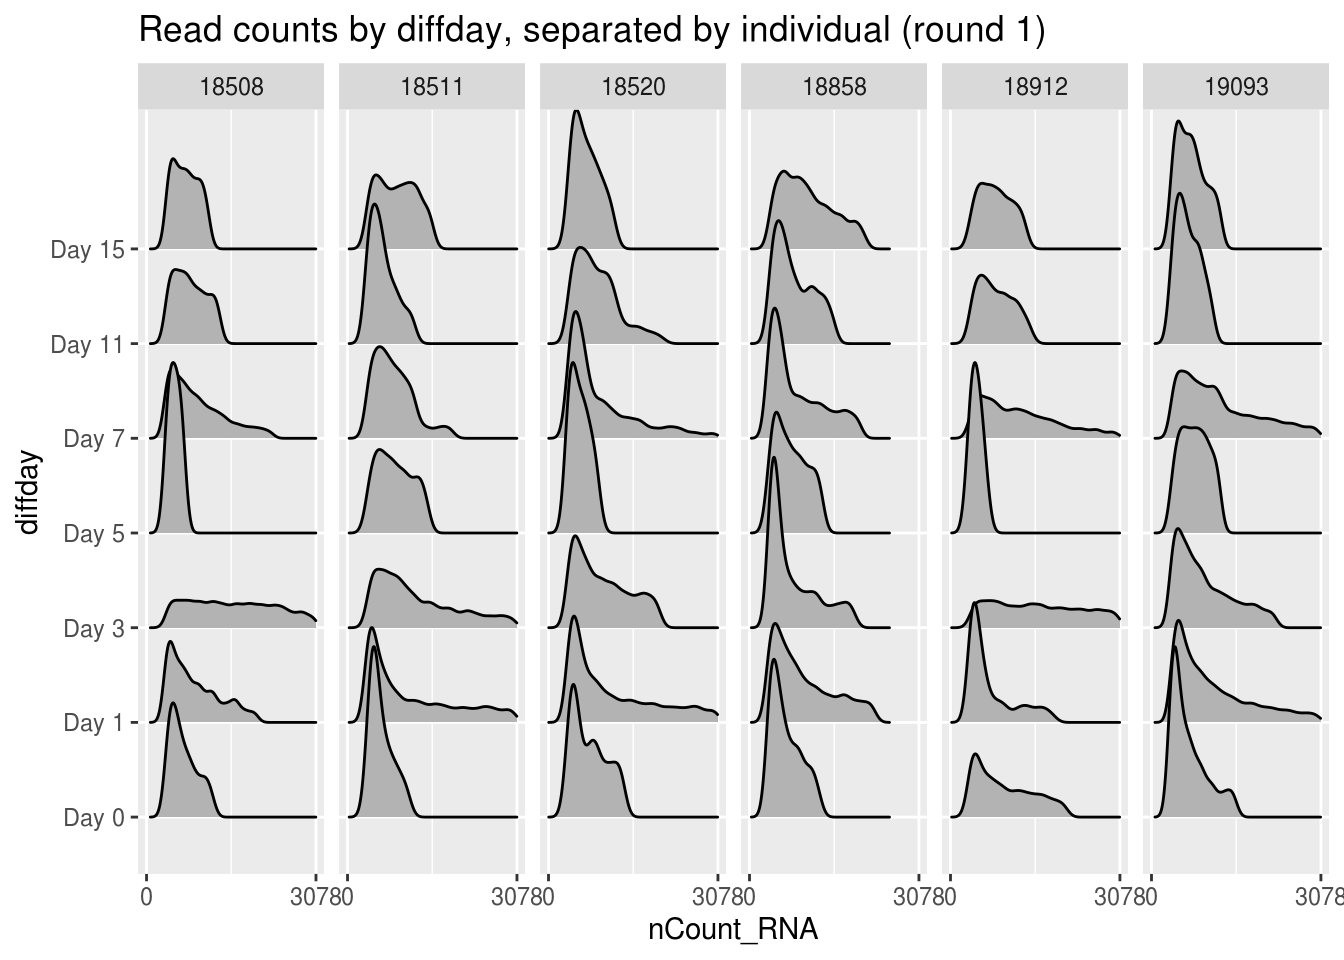 Read counts by diffday, separated by individual (round 1)
18508 18511 18520 18858 18912 19093
Day 15
Day 11
Day 7
Day 5
Day 3
Day 1
Day 0
diffday
0 30780 30780 30780 30780 30780 3078
nCount_RNA